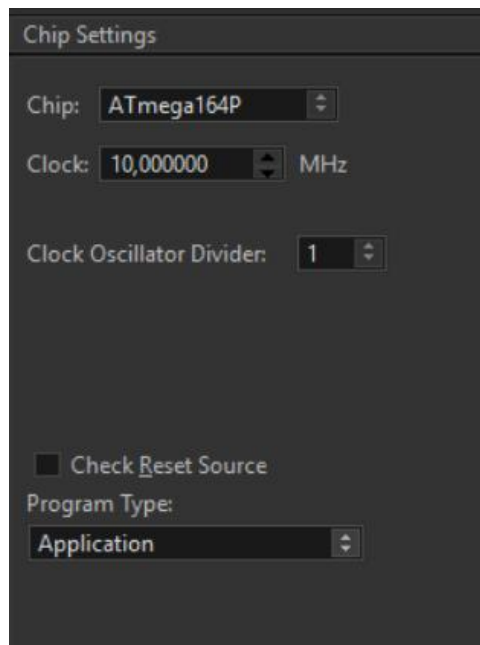 Chip Settings
Chip: ATmega164P
Clock: 10,000000 MHz
Clock Oscillator Divider: 1
Check Reset Source
Program Type:
Application